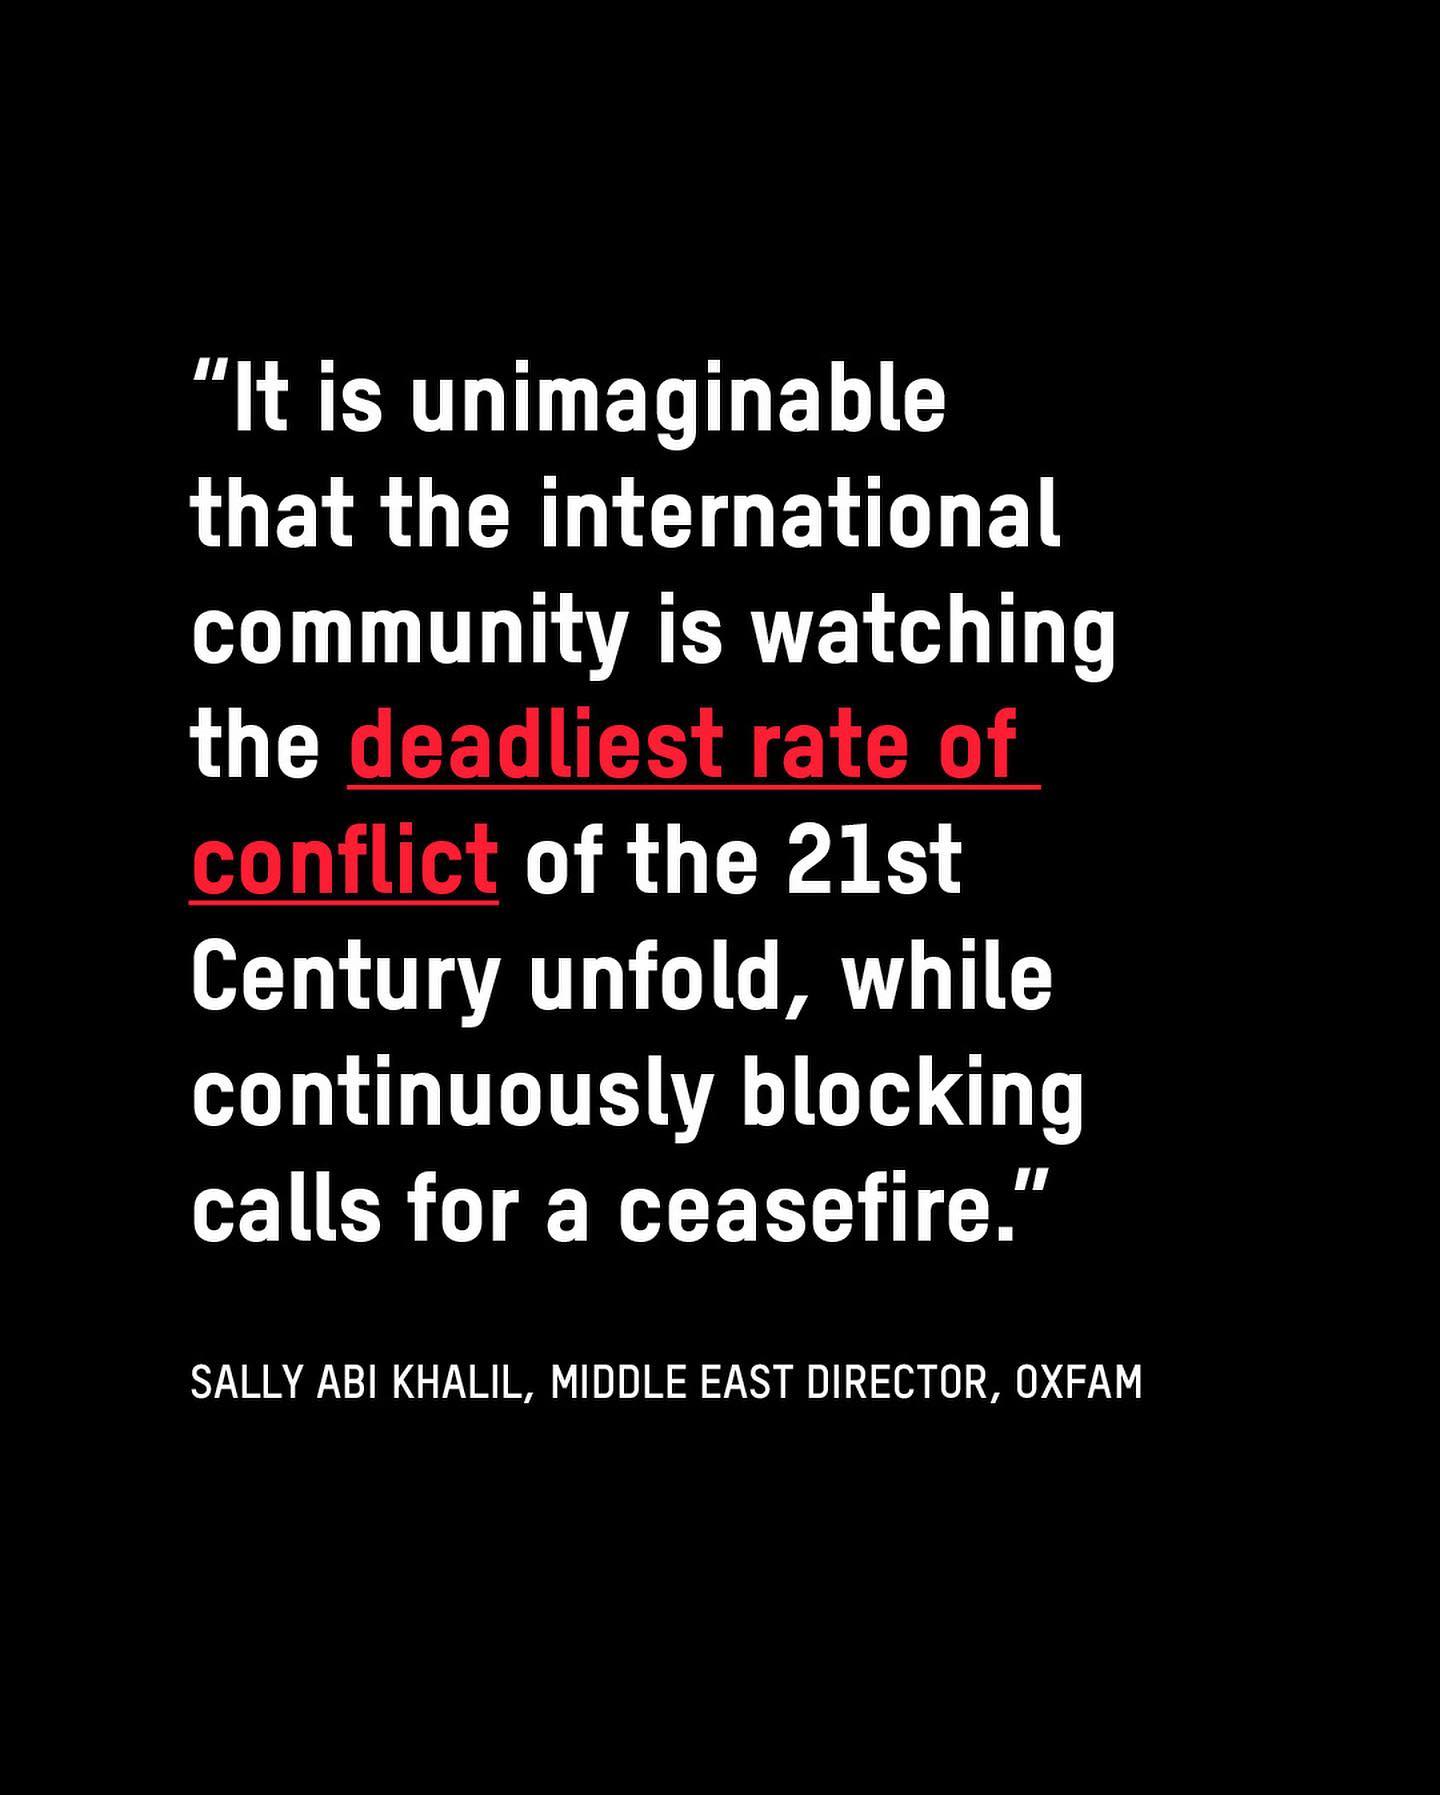 “It is unimaginable
that the international
community is watching
the deadliest rate of
conflict of the 21st
Century unfold, while
continuously blocking
calls for a ceasefire.”
SALLY ABI KHALIL, MIDDLE EAST DIRECTOR, OXFAM